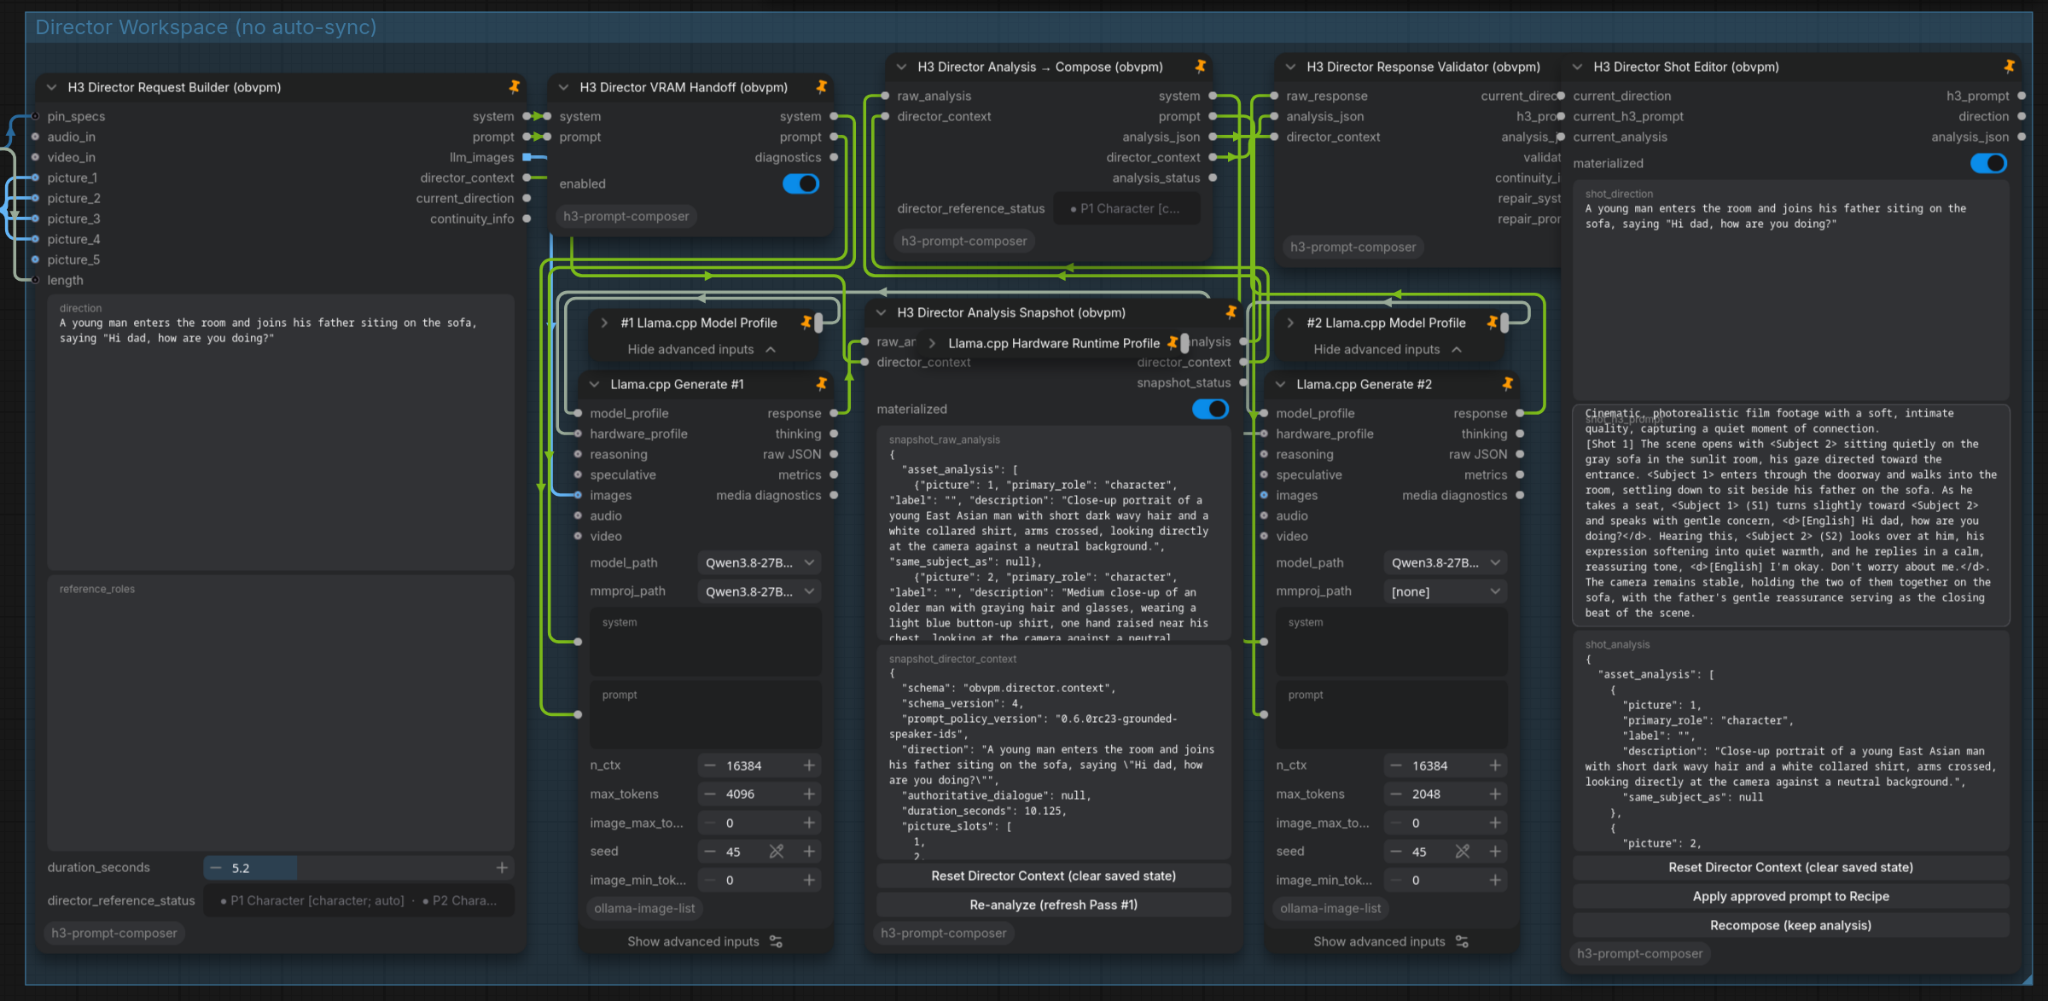 Director Workspace (no auto-sync)
H3 Director Request Builder (obvpm)
pin_specs
audio_in
video_in
picture_1
picture_2
picture_3
picture_4
picture_5
length
system
prompt
llm_images
director_context
current_direction
continuity_info
direction
A young man enters the room and joins his father siting on the sofa,
saying "Hi dad, how are you doing?"
reference_roles
duration_seconds
5.2
director_reference_status
• P1 Character [character; auto] · • P2 Chara...
h3-prompt-composer
H3 Director VRAM Handoff (obvpm)
system
prompt
system
prompt
diagnostics
enabled
h3-prompt-composer
#1 Llama.cpp Model Profile
Hide advanced inputs
Llama.cpp Generate #1
model_profile
hardware_profile
reasoning
speculative
images
audio
video
response
thinking
raw JSON
metrics
media diagnostics
model_path
Qwen3.8-27B...
mmproj_path
Qwen3.8-27B...
system
prompt
n_ctx
16384
max_tokens
4096
image_max_to...
0
seed
45
image_min_tok...
0
ollama-image-list
Show advanced inputs
H3 Director Analysis → Compose (obvpm)
raw_analysis
director_context
system
prompt
analysis_json
director_context
analysis_status
director_reference_status
• P1 Character [c...
h3-prompt-composer
H3 Director Analysis Snapshot (obvpm)
raw_ar
Llama.cpp Hardware Runtime Profile
nalysis
director_context
director_context
snapshot_status
materialized
snapshot_raw_analysis
{
"asset_analysis": [
{"picture": 1, "primary_role": "character",
"label": "", "description": "Close-up portrait of a
young East Asian man with short dark wavy hair and a
white collared shirt, arms crossed, looking directly
at the camera against a neutral background.",
"same_subject_as": null},
{"picture": 2, "primary_role": "character",
"label": "", "description": "Medium close-up of an
older man with graying hair and glasses, wearing a
light blue button-up shirt, one hand raised near his
chest, looking at the camera against a neutral
snapshot_director_context
{
"schema": "obvpm.director.context",
"schema_version": 4,
"prompt_policy_version": "0.6.0rc23-grounded-
speaker-ids",
"direction": "A young man enters the room and joins
his father siting on the sofa, saying \"Hi dad, how
are you doing?\"",
"authoritative_dialogue": null,
"duration_seconds": 10.125,
"picture_slots": [
1,
2
Reset Director Context (clear saved state)
Re-analyze (refresh Pass #1)
h3-prompt-composer
H3 Director Response Validator (obvpm)
raw_response
analysis_json
director_context
current_direc
h3_pro
analysis_j
validat
continuity_i
repair_syst
repair_pror
h3-prompt-composer
#2 Llama.cpp Model Profile
Hide advanced inputs
Llama.cpp Generate #2
model_profile
hardware_profile
reasoning
speculative
images
audio
video
response
thinking
raw JSON
metrics
media diagnostics
model_path
Qwen3.8-27B...
mmproj_path
[none]
system
prompt
n_ctx
16384
max_tokens
2048
image_max_to...
0
seed
45
image_min_tok...
0
ollama-image-list
Show advanced inputs
H3 Director Shot Editor (obvpm)
current_direction
current_h3_prompt
current_analysis
h3_prompt
direction
analysis_json
materialized
shot_direction
A young man enters the room and joins his father siting on the
sofa, saying "Hi dad, how are you doing?"
shot_h3_prompt
Cinematic, photorealistic film footage with a soft, intimate
quality, capturing a quiet moment of connection.
[Shot 1] The scene opens with <Subject 2> sitting quietly on the
gray sofa in the sunlit room, his gaze directed toward the
entrance. <Subject 1> enters through the doorway and walks into the
room, settling down to sit beside his father on the sofa. As he
takes a seat, <Subject 1> (S1) turns slightly toward <Subject 2>
and speaks with gentle concern, <d>[English] Hi dad, how are you
doing?</d>. Hearing this, <Subject 2> (S2) looks over at him, his
expression softening into quiet warmth, and he replies in a calm,
reassuring tone, <d>[English] I'm okay. Don't worry about me.</d>.
The camera remains stable, holding the two of them together on the
sofa, with the father's gentle reassurance serving as the closing
beat of the scene.
shot_analysis
{
"asset_analysis": [
{
"picture": 1,
"primary_role": "character",
"label": "",
"description": "Close-up portrait of a young East Asian man
with short dark wavy hair and a white collared shirt, arms crossed,
looking directly at the camera against a neutral background.",
"same_subject_as": null
},
{
"picture": 2,
Reset Director Context (clear saved state)
Apply approved prompt to Recipe
Recompose (keep analysis)
h3-prompt-composer